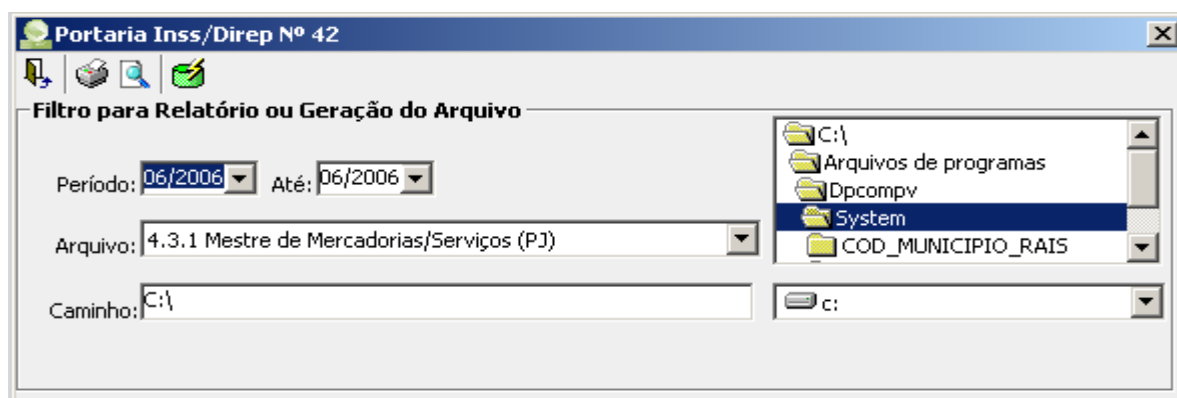 Portaria Inss/Direp Nº 42
Filtro para Relatório ou Geração do Arquivo
Período: 06/2006 Até: 06/2006
Arquivo: 4.3.1 Mestre de Mercadorias/Serviços (PJ)
Caminho: C:\
C:\
Arquivos de programas
Dpcompv
System
COD_MUNICIPIO_RAIS
c: